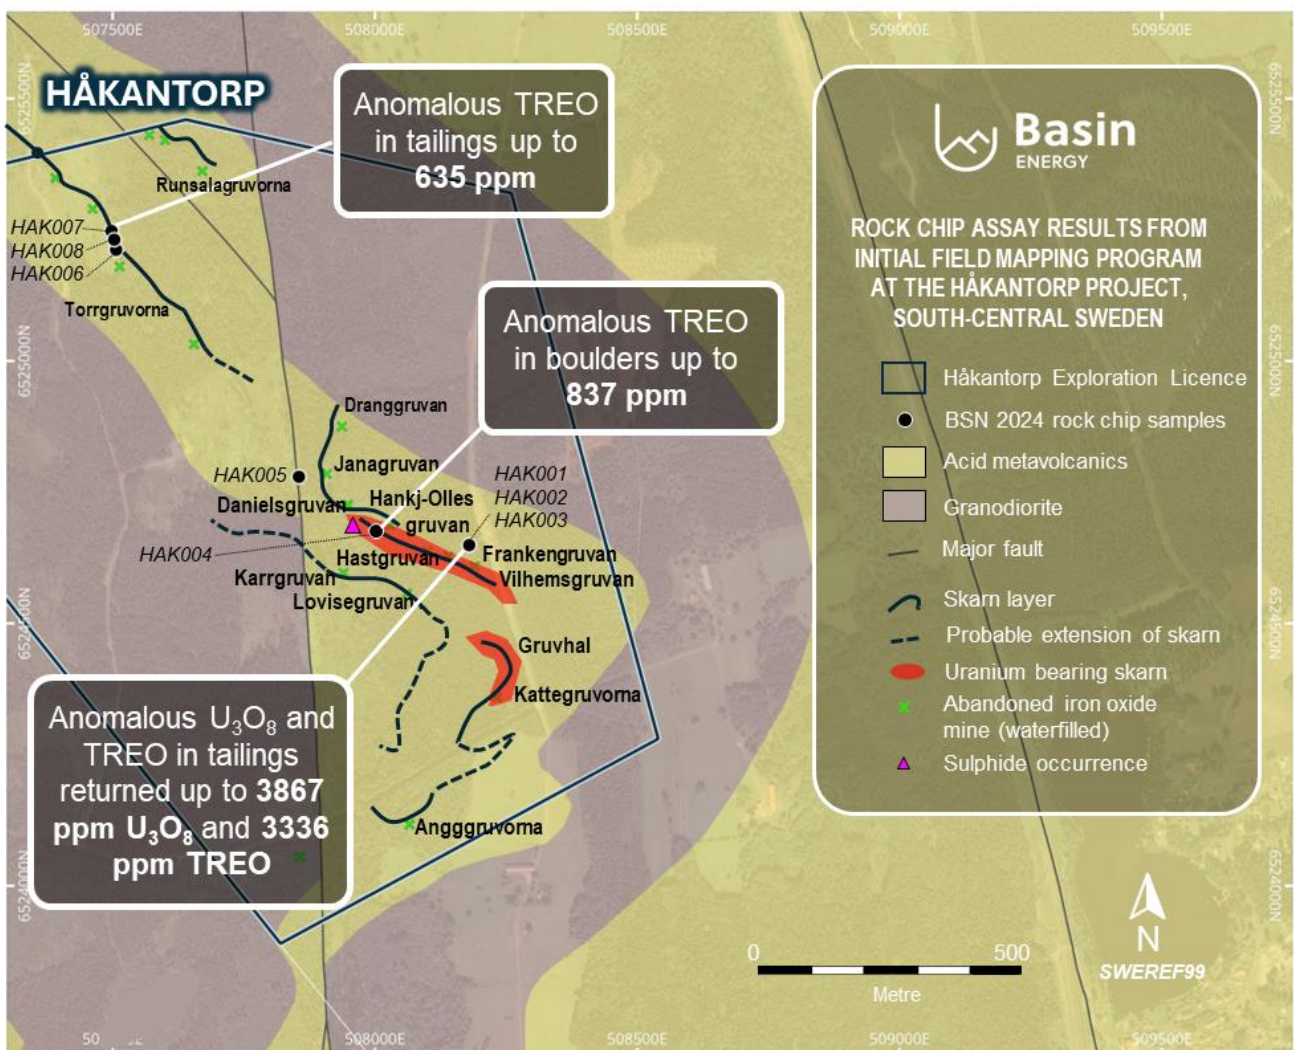 507500E
508000E
508500E
509000E
509500E
6525500N
6525500N
HÅKANTORP
Anomalous TREO
in tailings up to
635 ppm
Basin
ENERGY
Runsalagruvorna
HAK007
HAK008
HAK006
ROCK CHIP ASSAY RESULTS FROM
INITIAL FIELD MAPPING PROGRAM
AT THE HÅKANTORP PROJECT,
SOUTH-CENTRAL SWEDEN
Torrgruvorna
Anomalous TREO
in boulders up to
837 ppm
6525000N
6525000N
Håkantorp Exploration Licence
BSN 2024 rock chip samples
Acid metavolcanics
Granodiorite
Major fault
Skarn layer
Probable extension of skarn
Uranium bearing skarn
Abandoned iron oxide
mine (waterfilled)
Sulphide occurrence
Dranggruvan
Janagruvan
HAK005
HAK001
HAK002
HAK003
Danielsgruvan
Hankj-Olles
gruvan
HAK004
Hastgruvan
Frankengruvan
Karrgruvan
Vilhemsgruvan
Lovisegruvan
6524500N
6524500N
Gruvhal
Kattegruvorna
Anomalous U₃O₈ and
TREO in tailings
returned up to 3867
ppm U₃O₈ and 3336
ppm TREO
Angggruvorna
6524000N
6524000N
0
500
Metre
N
SWEREF99
50
508000E
508500E
509000E
509500E